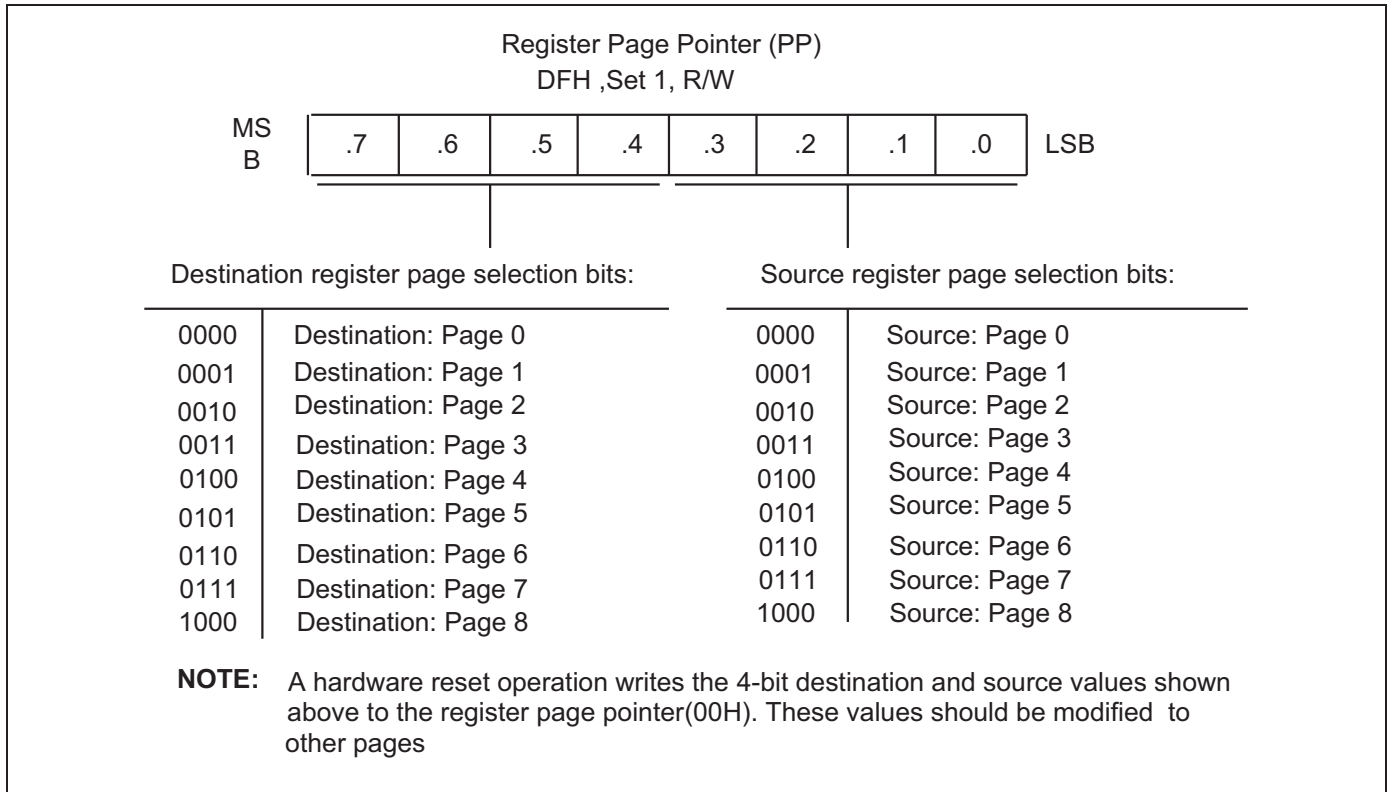 Register Page Pointer (PP)
DFH ,Set 1, R/W
MS
B
.7 .6 .5 .4 .3 .2 .1 .0
LSB
Destination register page selection bits:
0000 Destination: Page 0
0001 Destination: Page 1
0010 Destination: Page 2
0011 Destination: Page 3
0100 Destination: Page 4
0101 Destination: Page 5
0110 Destination: Page 6
0111 Destination: Page 7
1000 Destination: Page 8
Source register page selection bits:
0000 Source: Page 0
0001 Source: Page 1
0010 Source: Page 2
0011 Source: Page 3
0100 Source: Page 4
0101 Source: Page 5
0110 Source: Page 6
0111 Source: Page 7
1000 Source: Page 8
NOTE: A hardware reset operation writes the 4-bit destination and source values shown
above to the register page pointer(00H). These values should be modified to
other pages